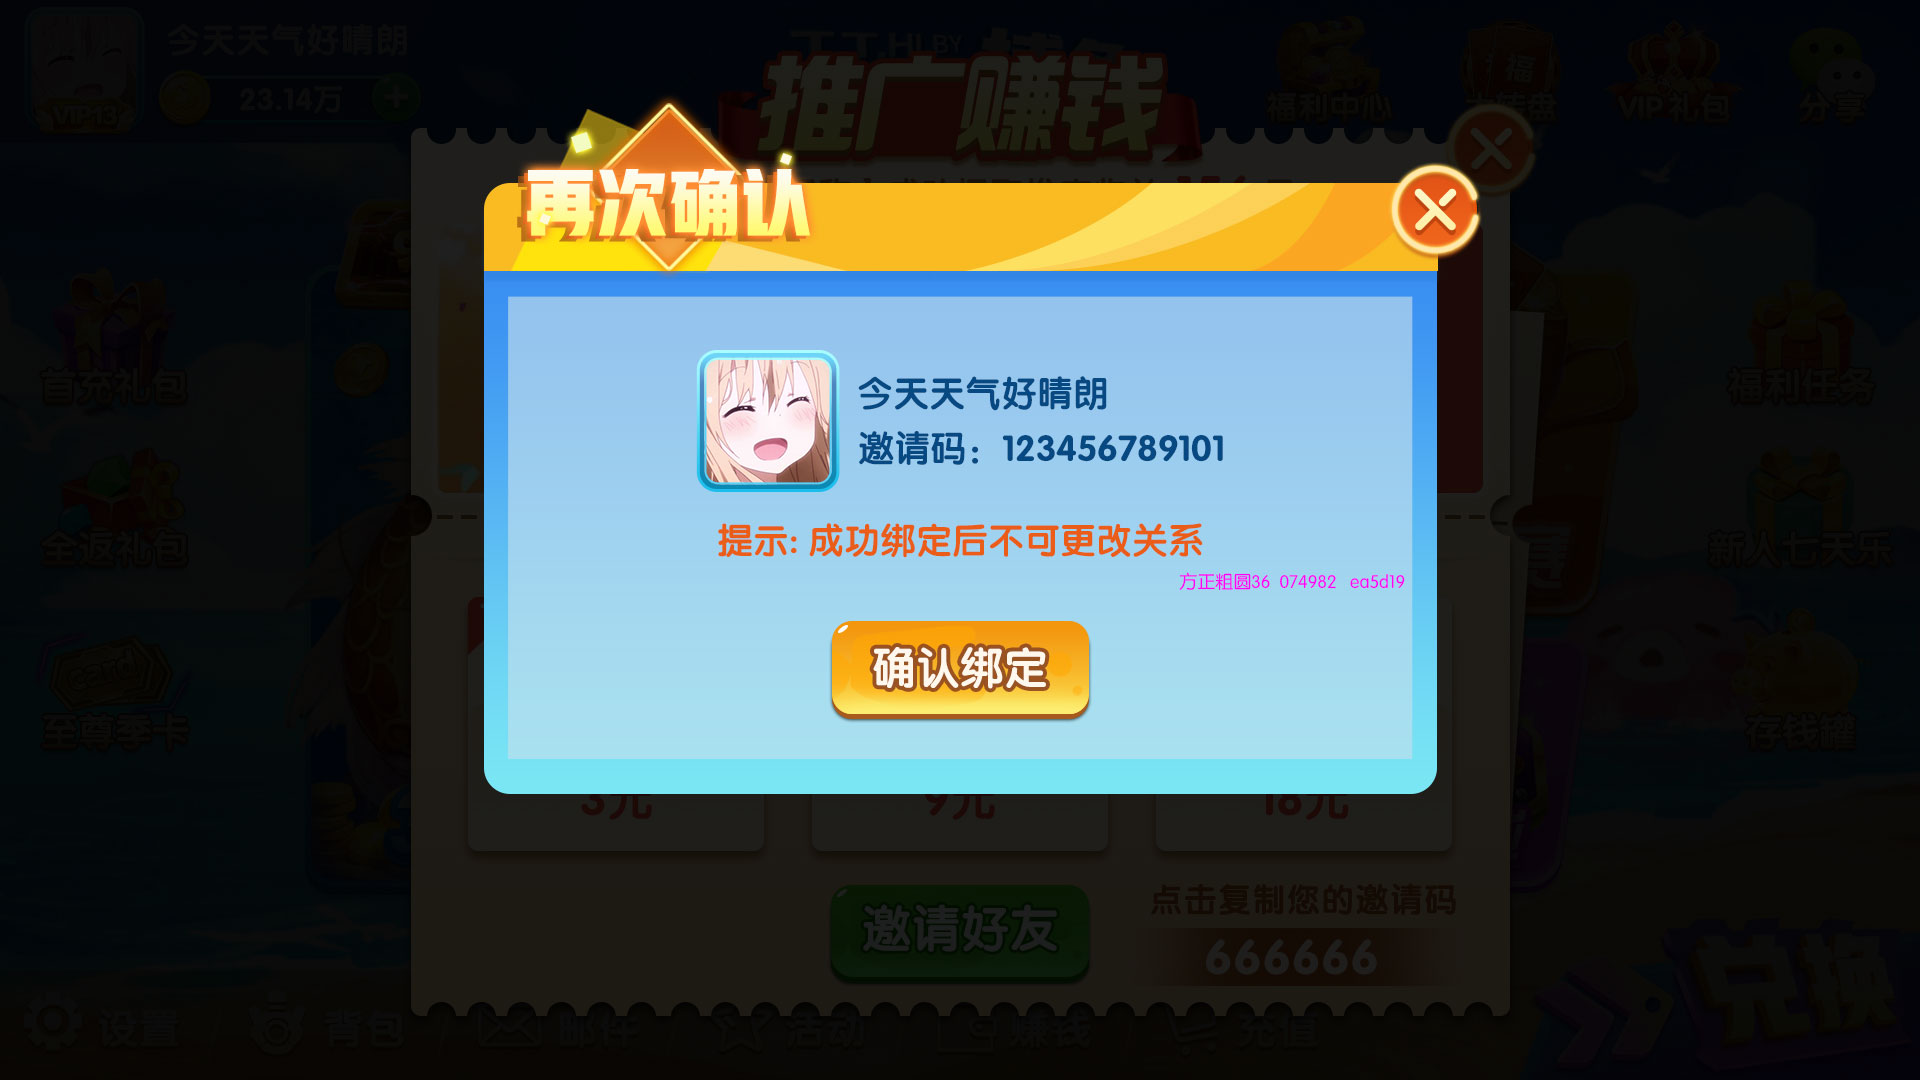 今天天气好晴朗
VIP 13
23.14万
推广赚钱
福利中心
大转盘
VIP礼包
分享
再次确认
今天天气好晴朗
邀请码：123456789101
提示: 成功绑定后不可更改关系
方正粗圆36 074982 ea5d19
确认绑定
首充礼包
全返礼包
card
至尊季卡
福利任务
新人七天乐
存钱罐
3元
9元
18元
邀请好友
点击复制您的邀请码
666666
设置
背包
邮件
活动
赚钱
充值
兑换